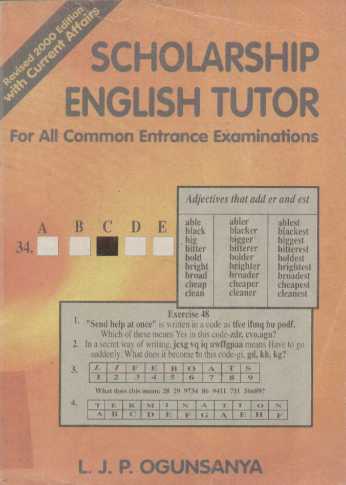 Revised 2000 Edition
with Current Affairs
SCHOLARSHIP
ENGLISH TUTOR
For All Common Entrance Examinations
Adjectives that add er and est
able abler ablest
black blacker blackest
big bigger biggest
bitter bitterer bitterest
bold bolder boldest
bright brighter brightest
broad broader broadest
cheap cheaper cheapest
clean cleaner cleanest
A B C D E
34.
Exercise 48
1. "Send help at once" is written in a code as tfoe ifmq bu podf.
Which of these means Yes in this code-zdr, cvo,agn?
2. In a secret way of writing, jcxg vq iq uwffgpaa means Have to go
suddenly. What does it become to this code-gi, gd, kh, kg?
3. L I F E B O A T S
1 2 3 4 5 6 7 8 9
What does this mean: 28 29 9734 86 9411 731
4. T E R M I N A T I O N
A B C D E F G A E H F
L. J. P. OGUNSANYA